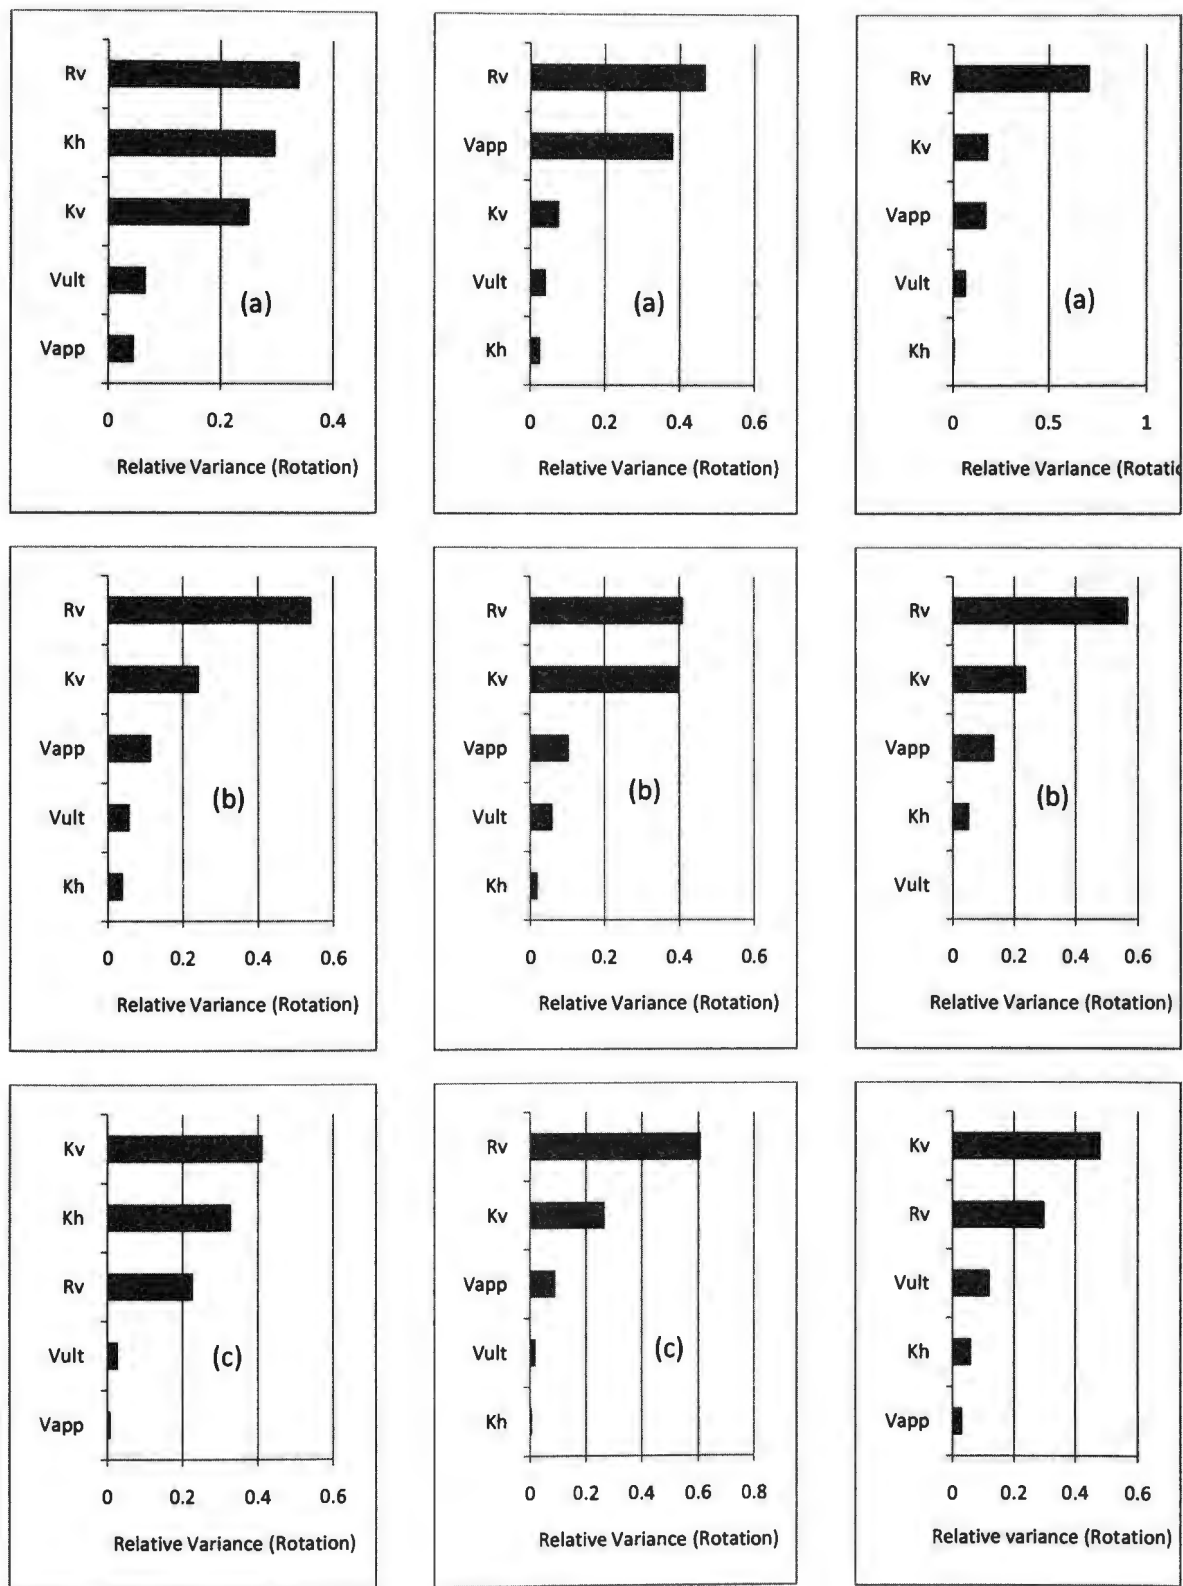 Rv
Kh
Kv
Vult
Vapp
(a)
0 0.2 0.4
Relative Variance (Rotation)
Rv
Vapp
Kv
Vult
Kh
(a)
0 0.2 0.4 0.6
Relative Variance (Rotation)
Rv
Kv
Vapp
Vult
Kh
(a)
0 0.5 1
Relative Variance (Rotatic
Rv
Kv
Vapp
Vult
Kh
(b)
0 0.2 0.4 0.6
Relative Variance (Rotation)
Rv
Kv
Vapp
Vult
Kh
(b)
0 0.2 0.4 0.6
Relative Variance (Rotation)
Rv
Kv
Vapp
Kh
Vult
(b)
0 0.2 0.4 0.6
Relative Variance (Rotation)
Kv
Kh
Rv
Vult
Vapp
(c)
0 0.2 0.4 0.6
Relative Variance (Rotation)
Rv
Kv
Vapp
Vult
Kh
(c)
0 0.2 0.4 0.6 0.8
Relative Variance (Rotation)
Kv
Rv
Vult
Kh
Vapp
0 0.2 0.4 0.6
Relative variance (Rotation)